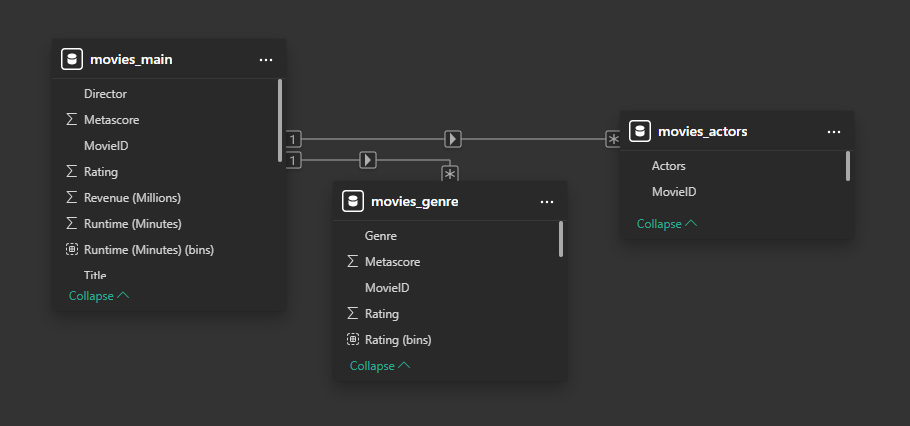 movies_main
Director
Σ Metascore
MovieID
Σ Rating
Σ Revenue (Millions)
Σ Runtime (Minutes)
Runtime (Minutes) (bins)
Title
Collapse
1
1
*
*
movies_genre
Genre
Σ Metascore
MovieID
Σ Rating
Rating (bins)
Collapse
movies_actors
Actors
MovieID
Collapse